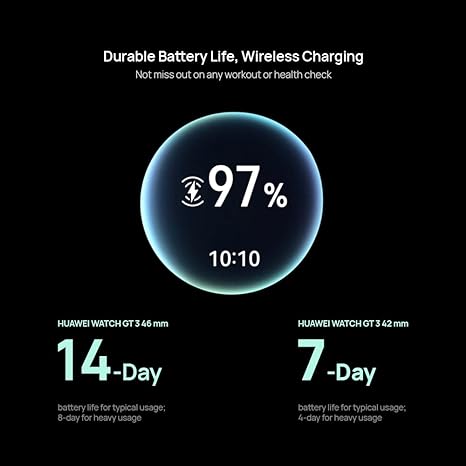 Durable Battery Life, Wireless Charging
Not miss out on any workout or health check
97%
10:10
HUAWEI WATCH GT 3 46 mm
14-Day
battery life for typical usage;
8-day for heavy usage
HUAWEI WATCH GT 3 42 mm
7-Day
battery life for typical usage;
4-day for heavy usage